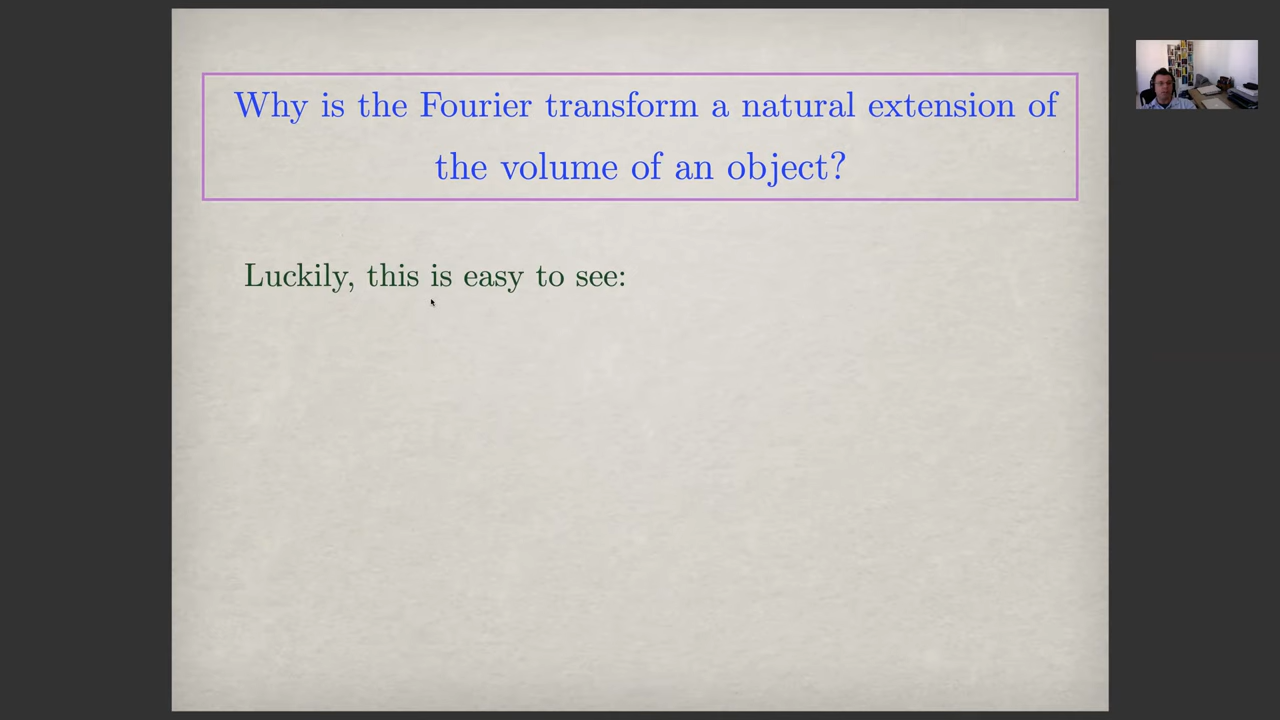 Why is the Fourier transform a natural extension of
the volume of an object?
Luckily, this is easy to see: